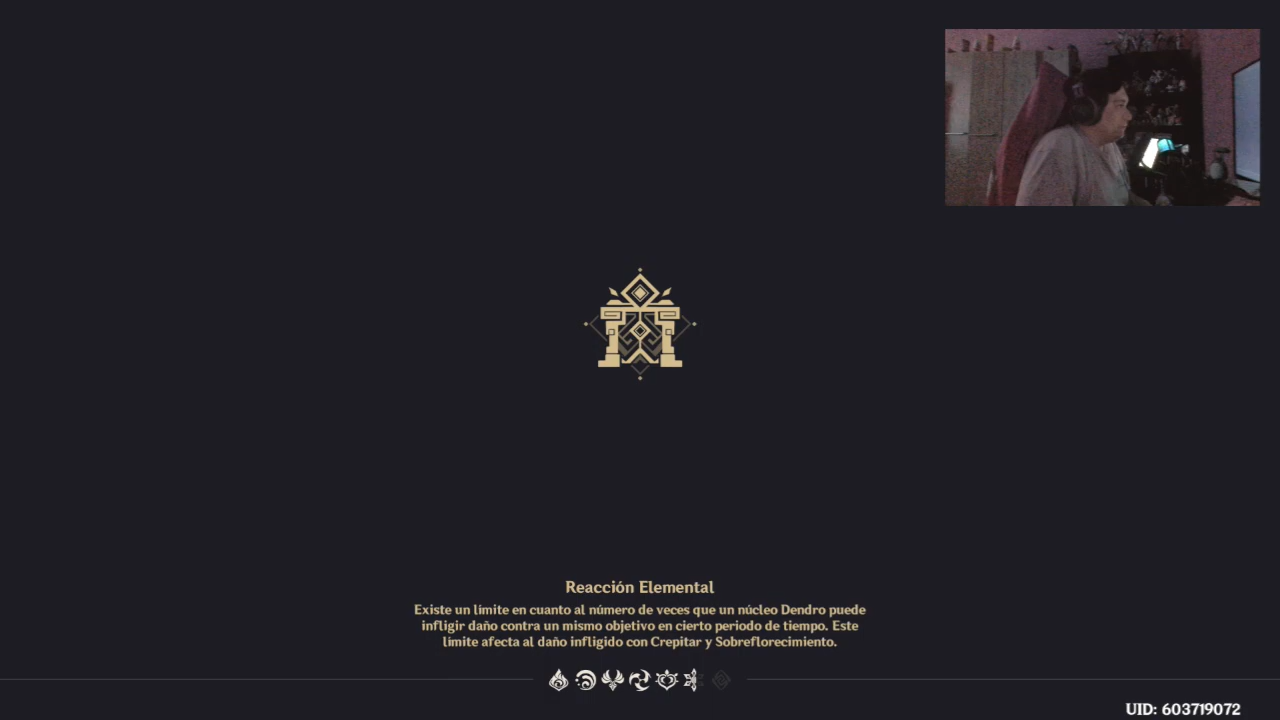 Reacción Elemental
Existe un límite en cuanto al número de veces que un núcleo Dendro puede
infligir daño contra un mismo objetivo en cierto periodo de tiempo. Este
límite afecta al daño infligido con Crepitar y Sobreflorecimiento.
UID: 603719072